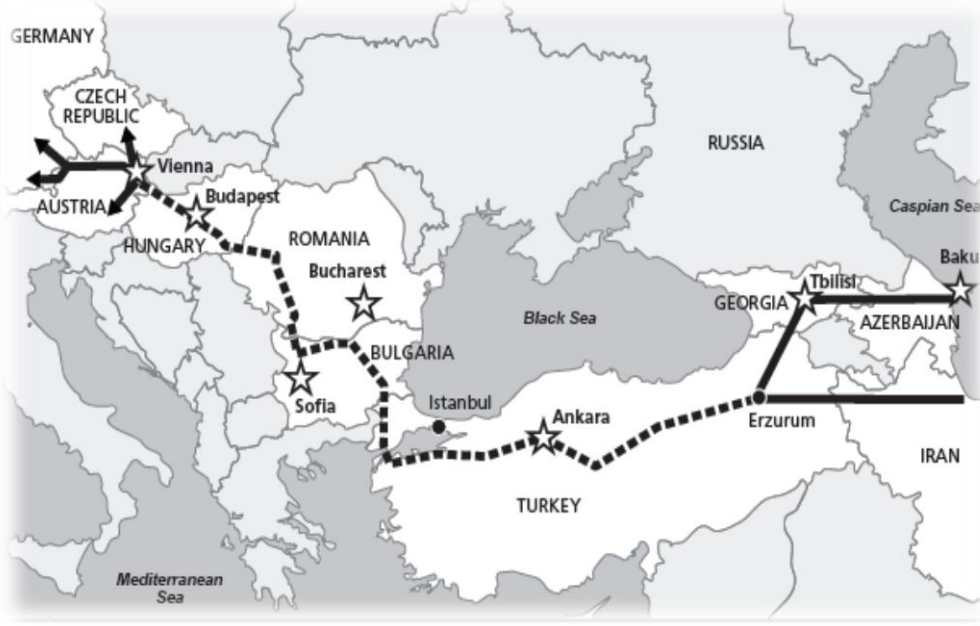 GERMANY
CZECH
REPUBLIC
RUSSIA
Vienna
Budapest
AUSTRIA
Caspian Sea
HUNGARY
ROMANIA
Bucharest
Baku
Tbilisi
GEORGIA
Black Sea
AZERBAIJAN
BULGARIA
Sofia
Istanbul
Ankara
Erzurum
IRAN
TURKEY
Mediterranean
Sea